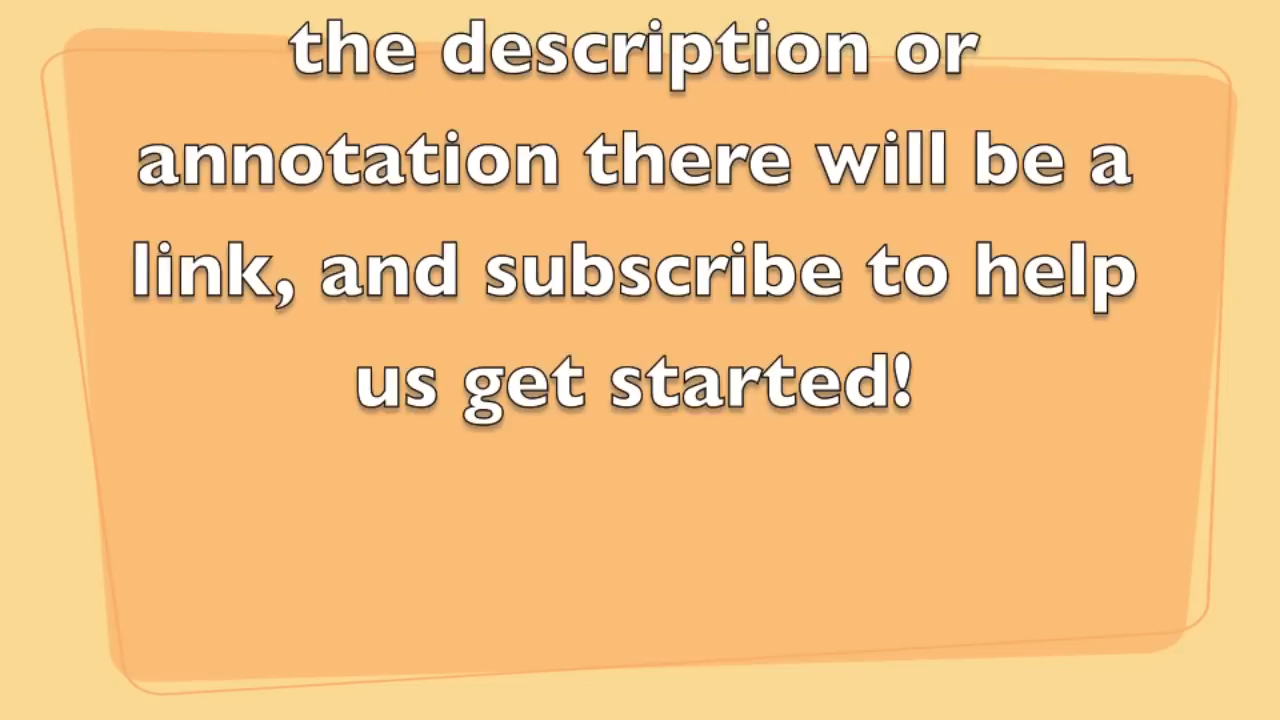 the description or
annotation there will be a
link, and subscribe to help
us get started!